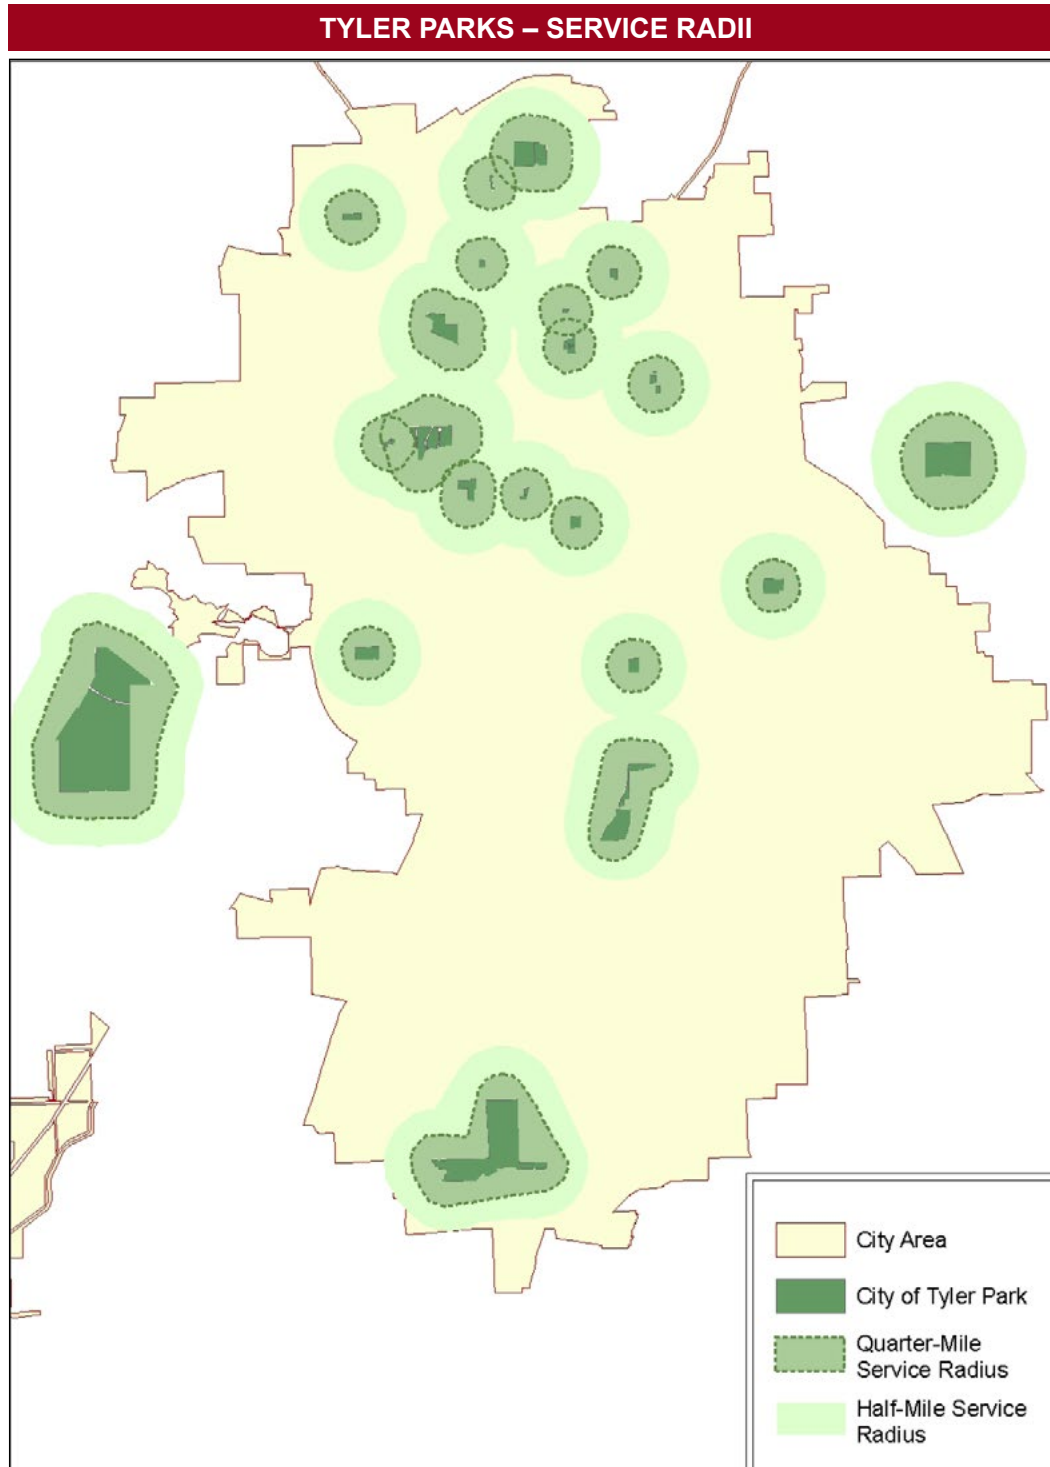 TYLER PARKS – SERVICE RADII
City Area
City of Tyler Park
Quarter-Mile
Service Radius
Half-Mile Service
Radius